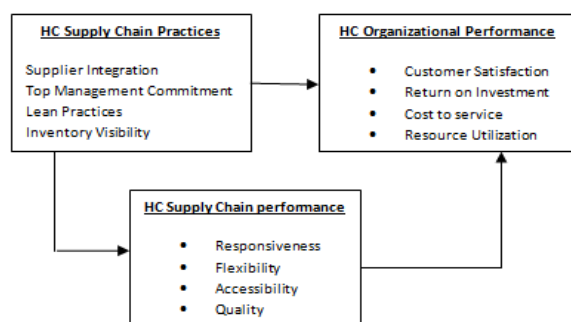 HC Supply Chain Practices
Supplier Integration
Top Management Commitment
Lean Practices
Inventory Visibility
HC Organizational Performance
• Customer Satisfaction
• Return on Investment
• Cost to service
• Resource Utilization
HC Supply Chain performance
• Responsiveness
• Flexibility
• Accessibility
• Quality